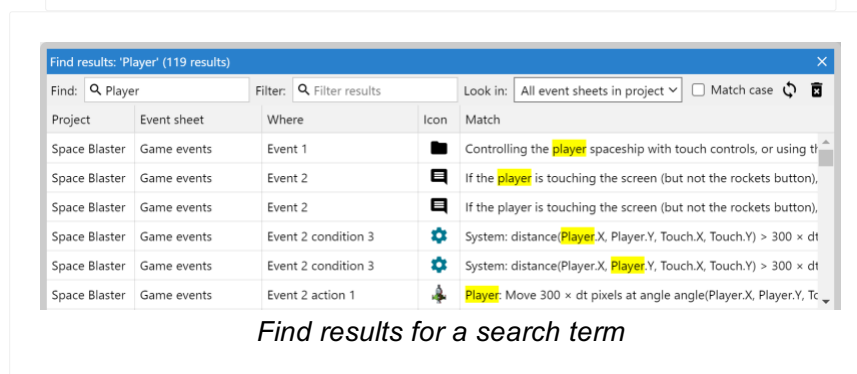 Find results: 'Player' (119 results)
Find: Player Filter: Filter results Look in: All event sheets in project Match case
Project Event sheet Where Icon Match
Space Blaster Game events Event 1 Controlling the player spaceship with touch controls, or using
Space Blaster Game events Event 2 If the player is touching the screen (but not the rockets button),
Space Blaster Game events Event 2 If the player is touching the screen (but not the rockets button),
Space Blaster Game events Event 2 condition 3 System: distance(Player.X, Player.Y, Touch.X, Touch.Y) > 300 × dt
Space Blaster Game events Event 2 condition 3 System: distance(Player.X, Player.Y, Touch.X, Touch.Y) > 300 × dt
Space Blaster Game events Event 2 action 1 Player: Move 300 × dt pixels at angle angle(Player.X, Player.Y,
Find results for a search term